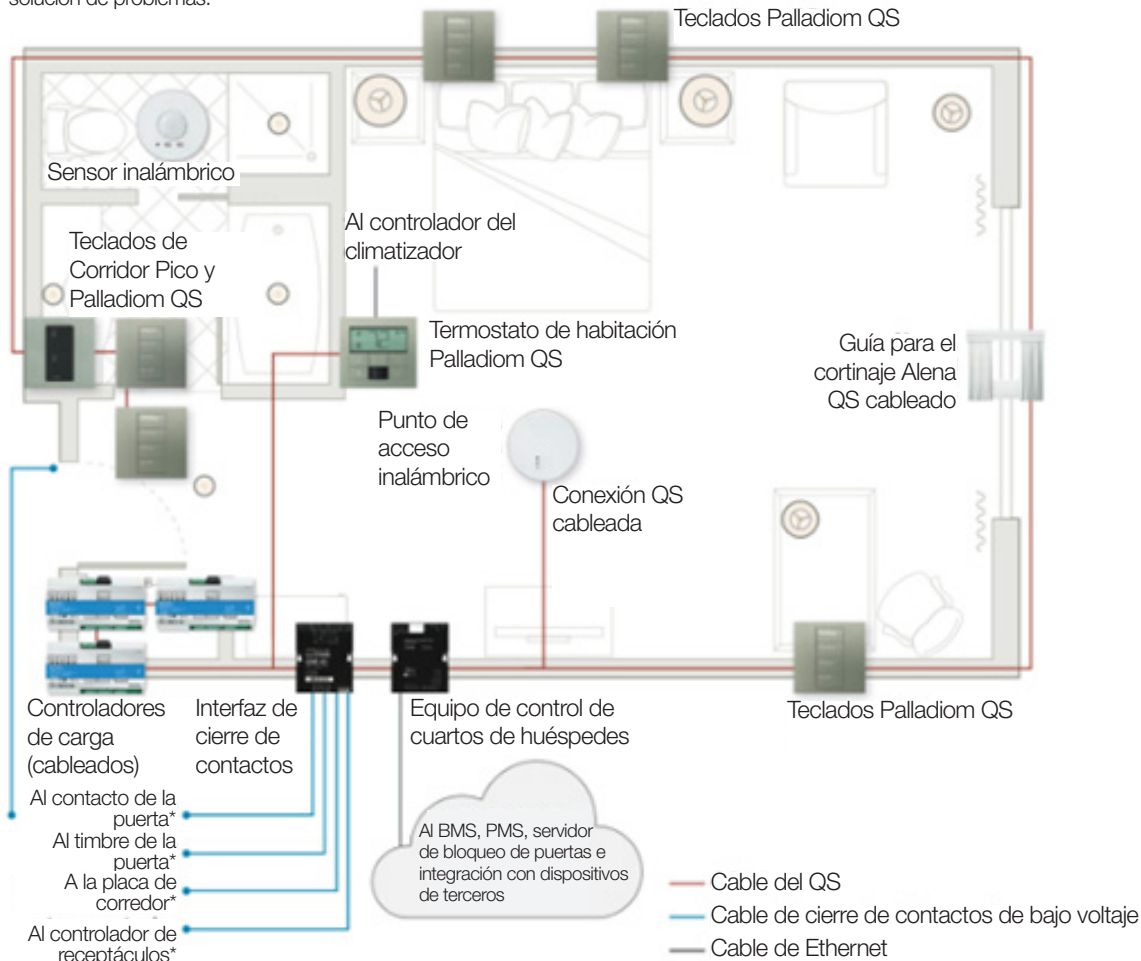 solución de problemas.
Teclados Palladiom QS
Sensor inalámbrico
Teclados de
Corridor Pico y
Palladiom QS
Al controlador del
climatizador
Termostato de habitación
Palladiom QS
Guía para el
cortinaje Alena
QS cableado
Punto de
acceso
inalámbrico
Conexión QS
cableada
Controladores
de carga
(cableados)
Interfaz de
cierre de
contactos
Equipo de control de
cuartos de huéspedes
Teclados Palladiom QS
Al contacto de la
puerta*
Al timbre de la
puerta*
A la placa de
corredor*
Al controlador de
receptáculos*
Al BMS, PMS, servidor
de bloqueo de puertas e
integración con dispositivos
de terceros
Cable del QS
Cable de cierre de contactos de bajo voltaje
Cable de Ethernet